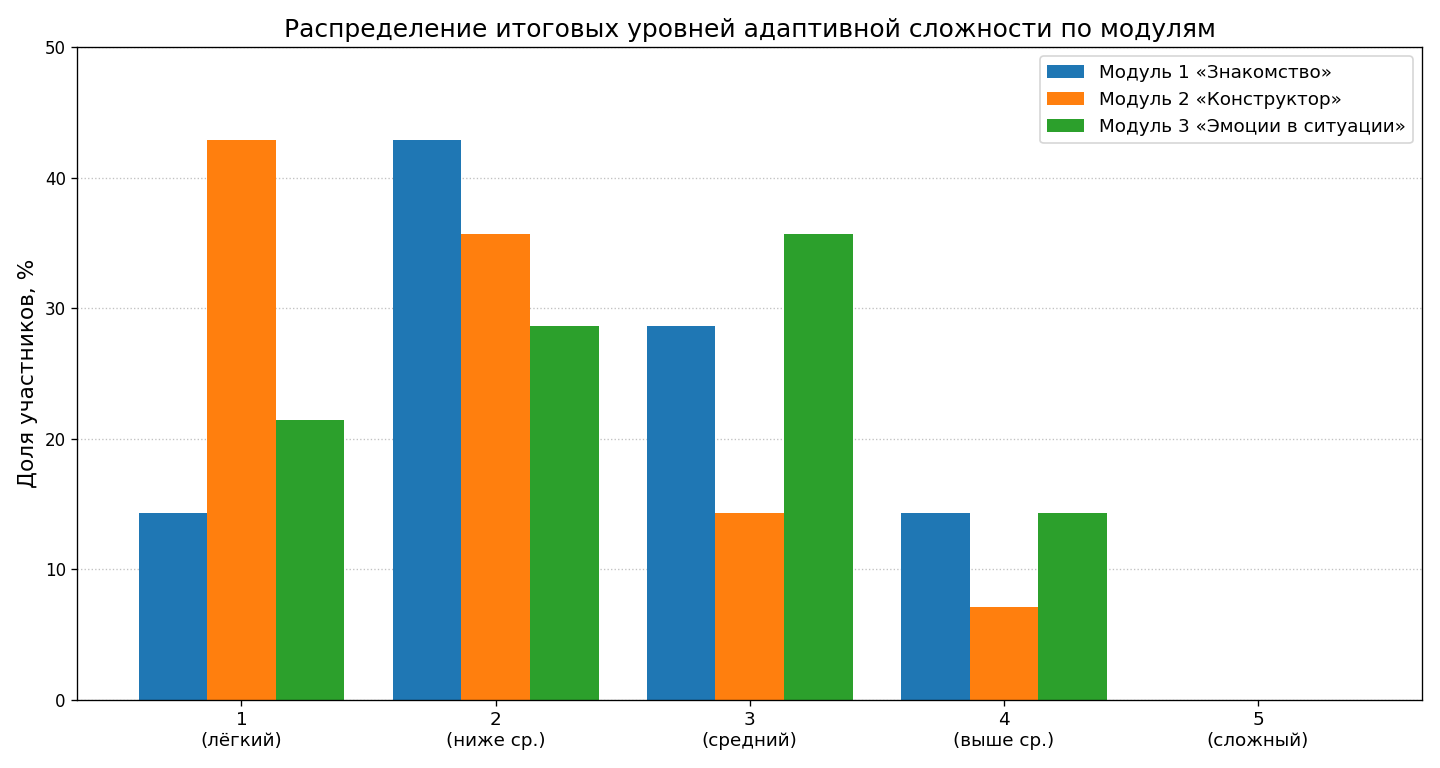 Распределение итоговых уровней адаптивной сложности по модулям
Модуль 1 «Знакомство»
Модуль 2 «Конструктор»
Модуль 3 «Эмоции в ситуации»
Доля участников, %
50
40
30
20
10
0
1 2 3 4 5
(лёгкий) (ниже ср.) (средний) (выше ср.) (сложный)